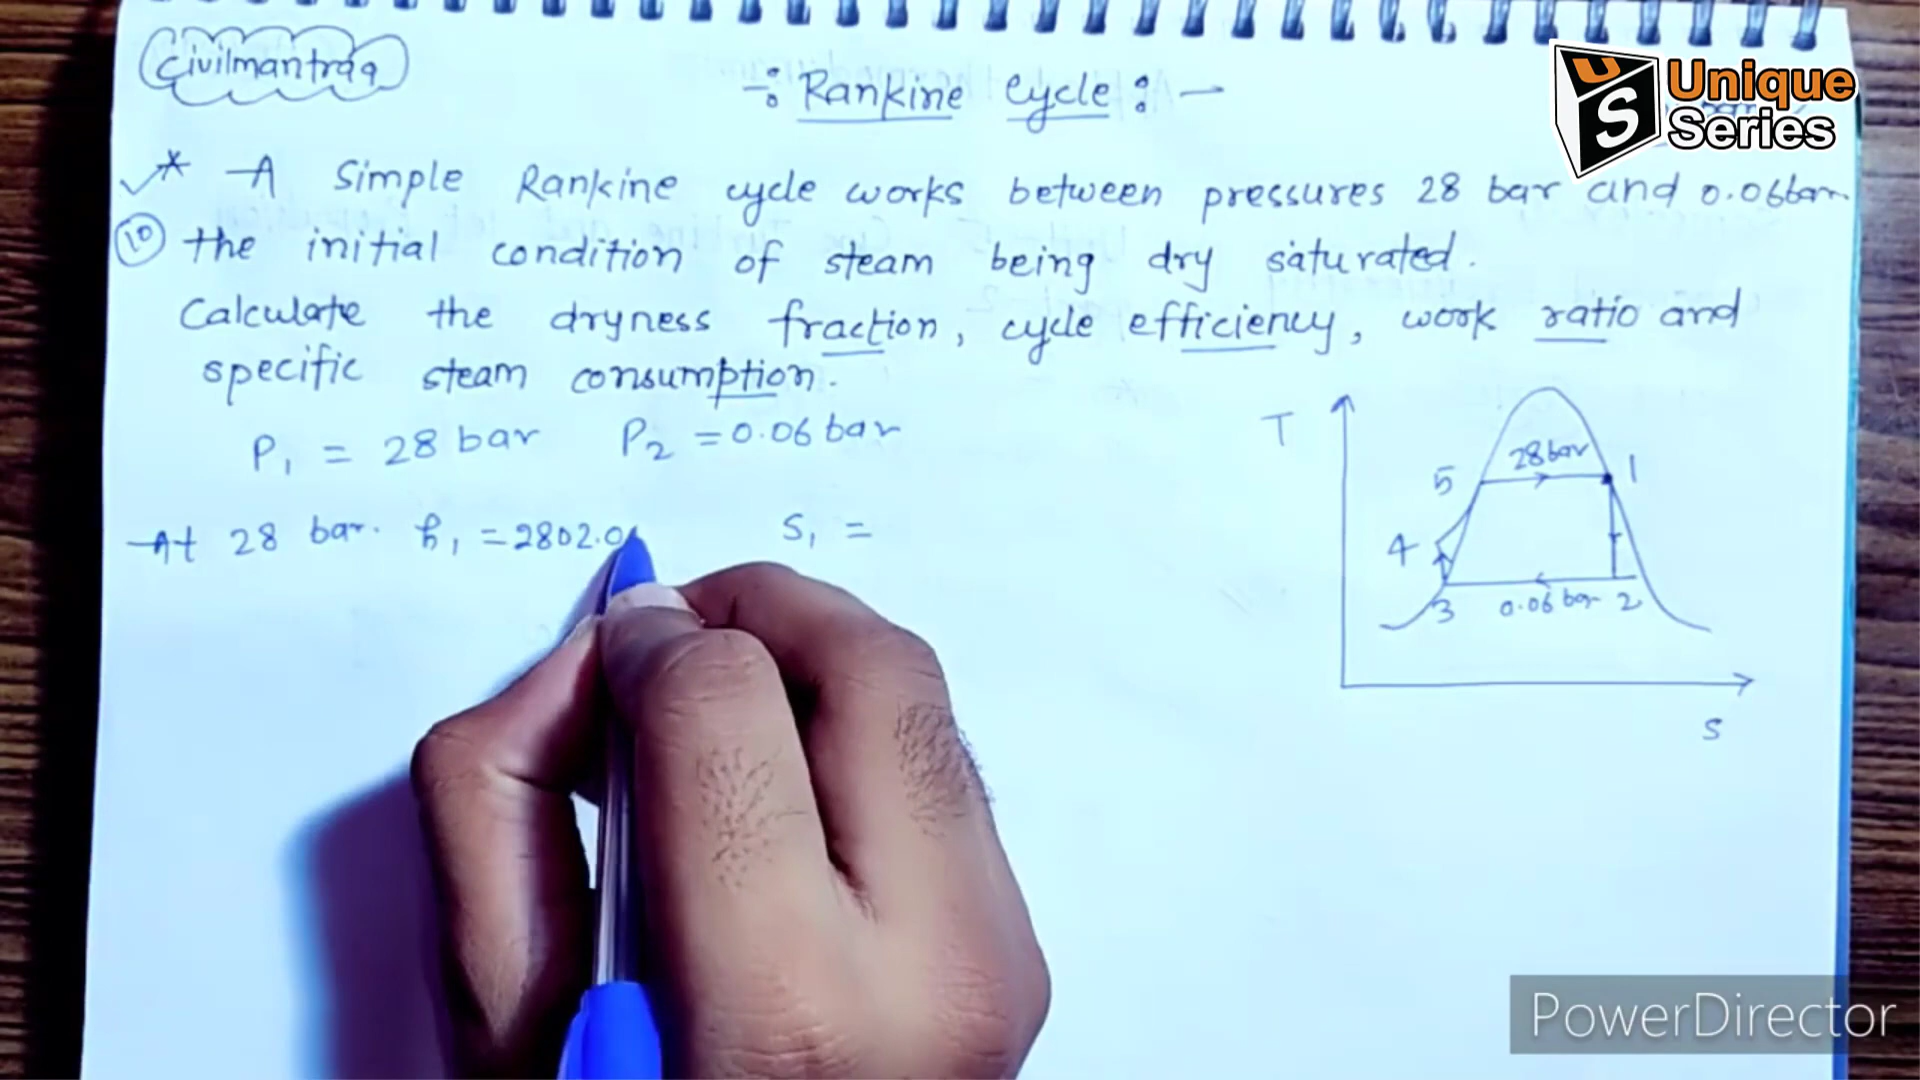 Civilmantraa
-: Rankine Cycle :-
US Unique Series
* A Simple Rankine cycle works between pressures 28 bar and 0.06bar.
10 the initial condition of steam being dry saturated.
Calculate the dryness fraction, cycle efficiency, work ratio and
specific steam consumption.
P₁ = 28 bar P₂ = 0.06 bar
At 28 bar. h₁ = 2802.0 S₁ =
T
28 bar
1
5
4
3
0.06 bar
2
S
PowerDirector